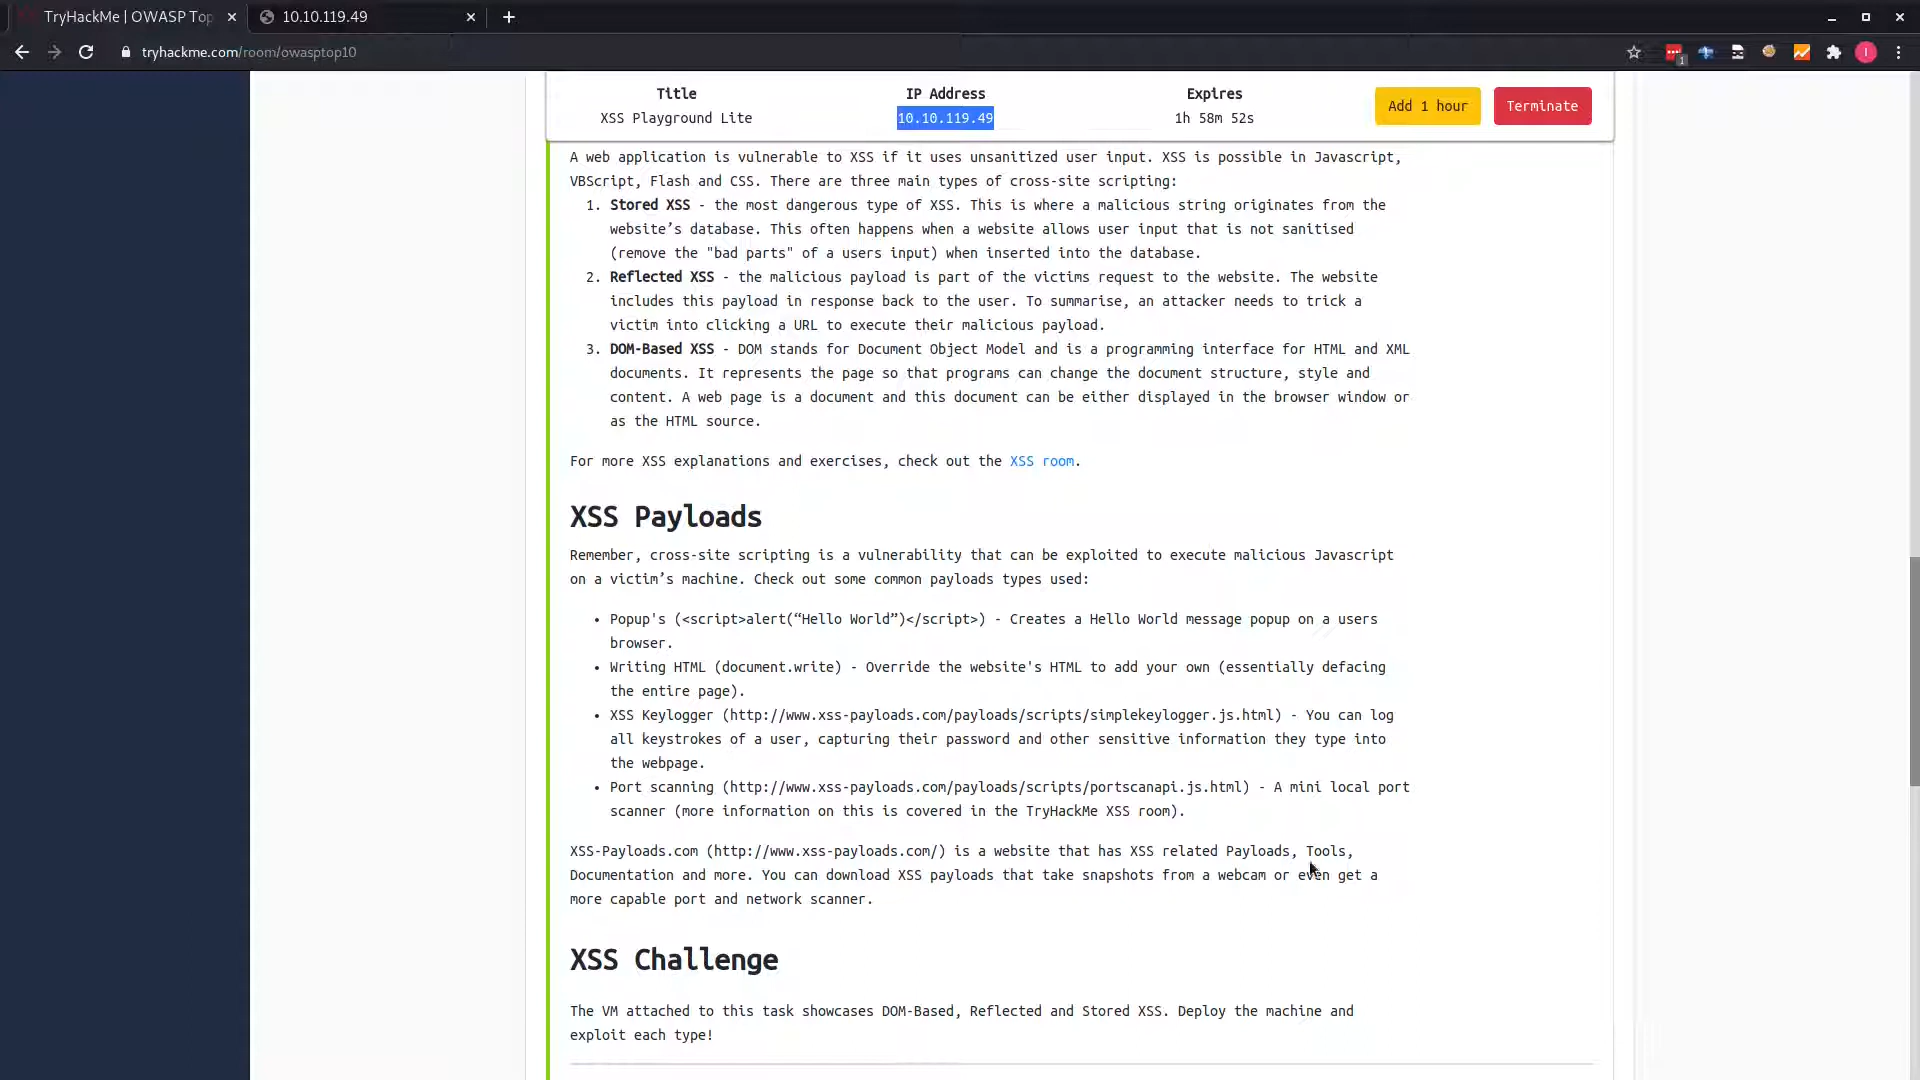 TryHackMe | OWASP Top
10.10.119.49
tryhackme.com/room/owasptop10
1
I
Title
IP Address
Expires
XSS Playground Lite
10.10.119.49
1h 58m 52s
Add 1 hour
Terminate
A web application is vulnerable to XSS if it uses unsanitized user input. XSS is possible in Javascript,
VBScript, Flash and CSS. There are three main types of cross-site scripting:
1. Stored XSS - the most dangerous type of XSS. This is where a malicious string originates from the
website’s database. This often happens when a website allows user input that is not sanitised
(remove the "bad parts" of a users input) when inserted into the database.
2. Reflected XSS - the malicious payload is part of the victims request to the website. The website
includes this payload in response back to the user. To summarise, an attacker needs to trick a
victim into clicking a URL to execute their malicious payload.
3. DOM-Based XSS - DOM stands for Document Object Model and is a programming interface for HTML and XML
documents. It represents the page so that programs can change the document structure, style and
content. A web page is a document and this document can be either displayed in the browser window or
as the HTML source.
For more XSS explanations and exercises, check out the XSS room.
XSS Payloads
Remember, cross-site scripting is a vulnerability that can be exploited to execute malicious Javascript
on a victim’s machine. Check out some common payloads types used:
• Popup's (<script>alert(“Hello World”)</script>) - Creates a Hello World message popup on a users
browser.
• Writing HTML (document.write) - Override the website's HTML to add your own (essentially defacing
the entire page).
• XSS Keylogger (http://www.xss-payloads.com/payloads/scripts/simplekeylogger.js.html) - You can log
all keystrokes of a user, capturing their password and other sensitive information they type into
the webpage.
• Port scanning (http://www.xss-payloads.com/payloads/scripts/portscanapi.js.html) - A mini local port
scanner (more information on this is covered in the TryHackMe XSS room).
XSS-Payloads.com (http://www.xss-payloads.com/) is a website that has XSS related Payloads, Tools,
Documentation and more. You can download XSS payloads that take snapshots from a webcam or even get a
more capable port and network scanner.
XSS Challenge
The VM attached to this task showcases DOM-Based, Reflected and Stored XSS. Deploy the machine and
exploit each type!